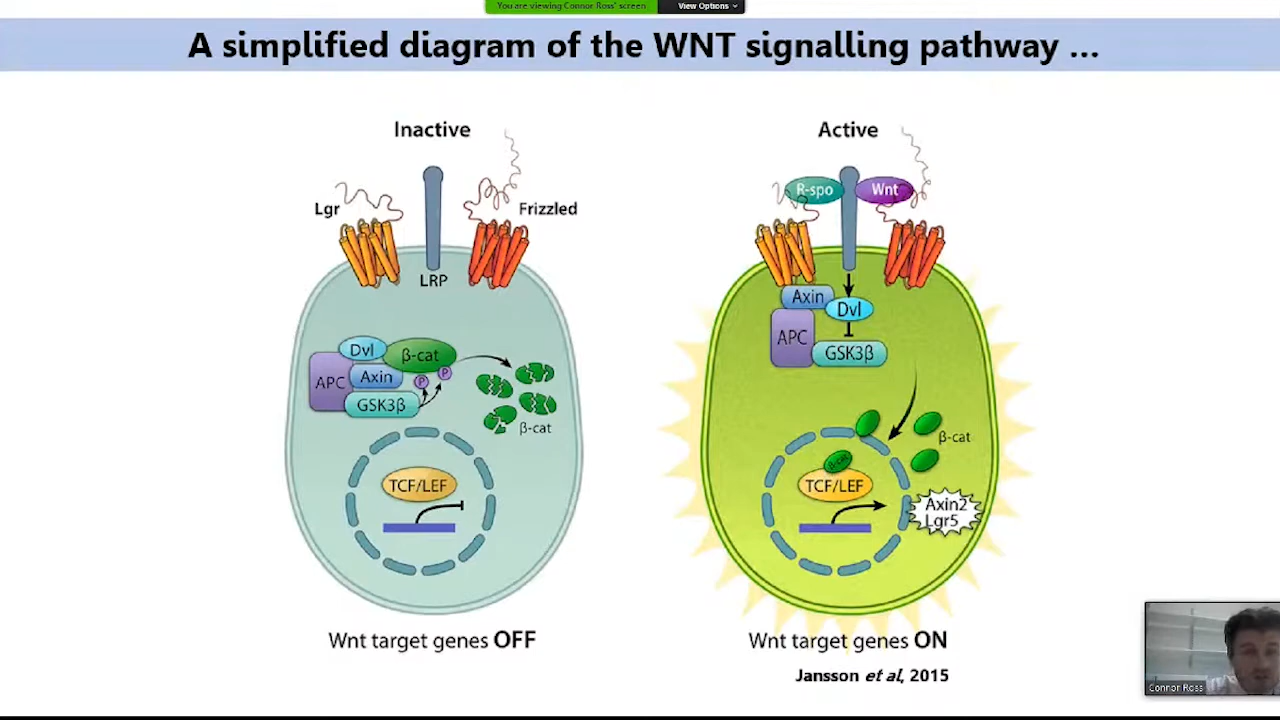 You are viewing Connor Ross' screen
View Options
A simplified diagram of the WNT signalling pathway ...
Inactive
Lgr
Frizzled
LRP
Dvl
β-cat
APC
Axin
P
P
GSK3β
β-cat
TCF/LEF
Wnt target genes OFF
Active
R-spo
Wnt
Axin
Dvl
APC
GSK3β
β-cat
TCF/LEF
Axin2
Lgr5
Wnt target genes ON
Jansson et al, 2015
Connor Ross